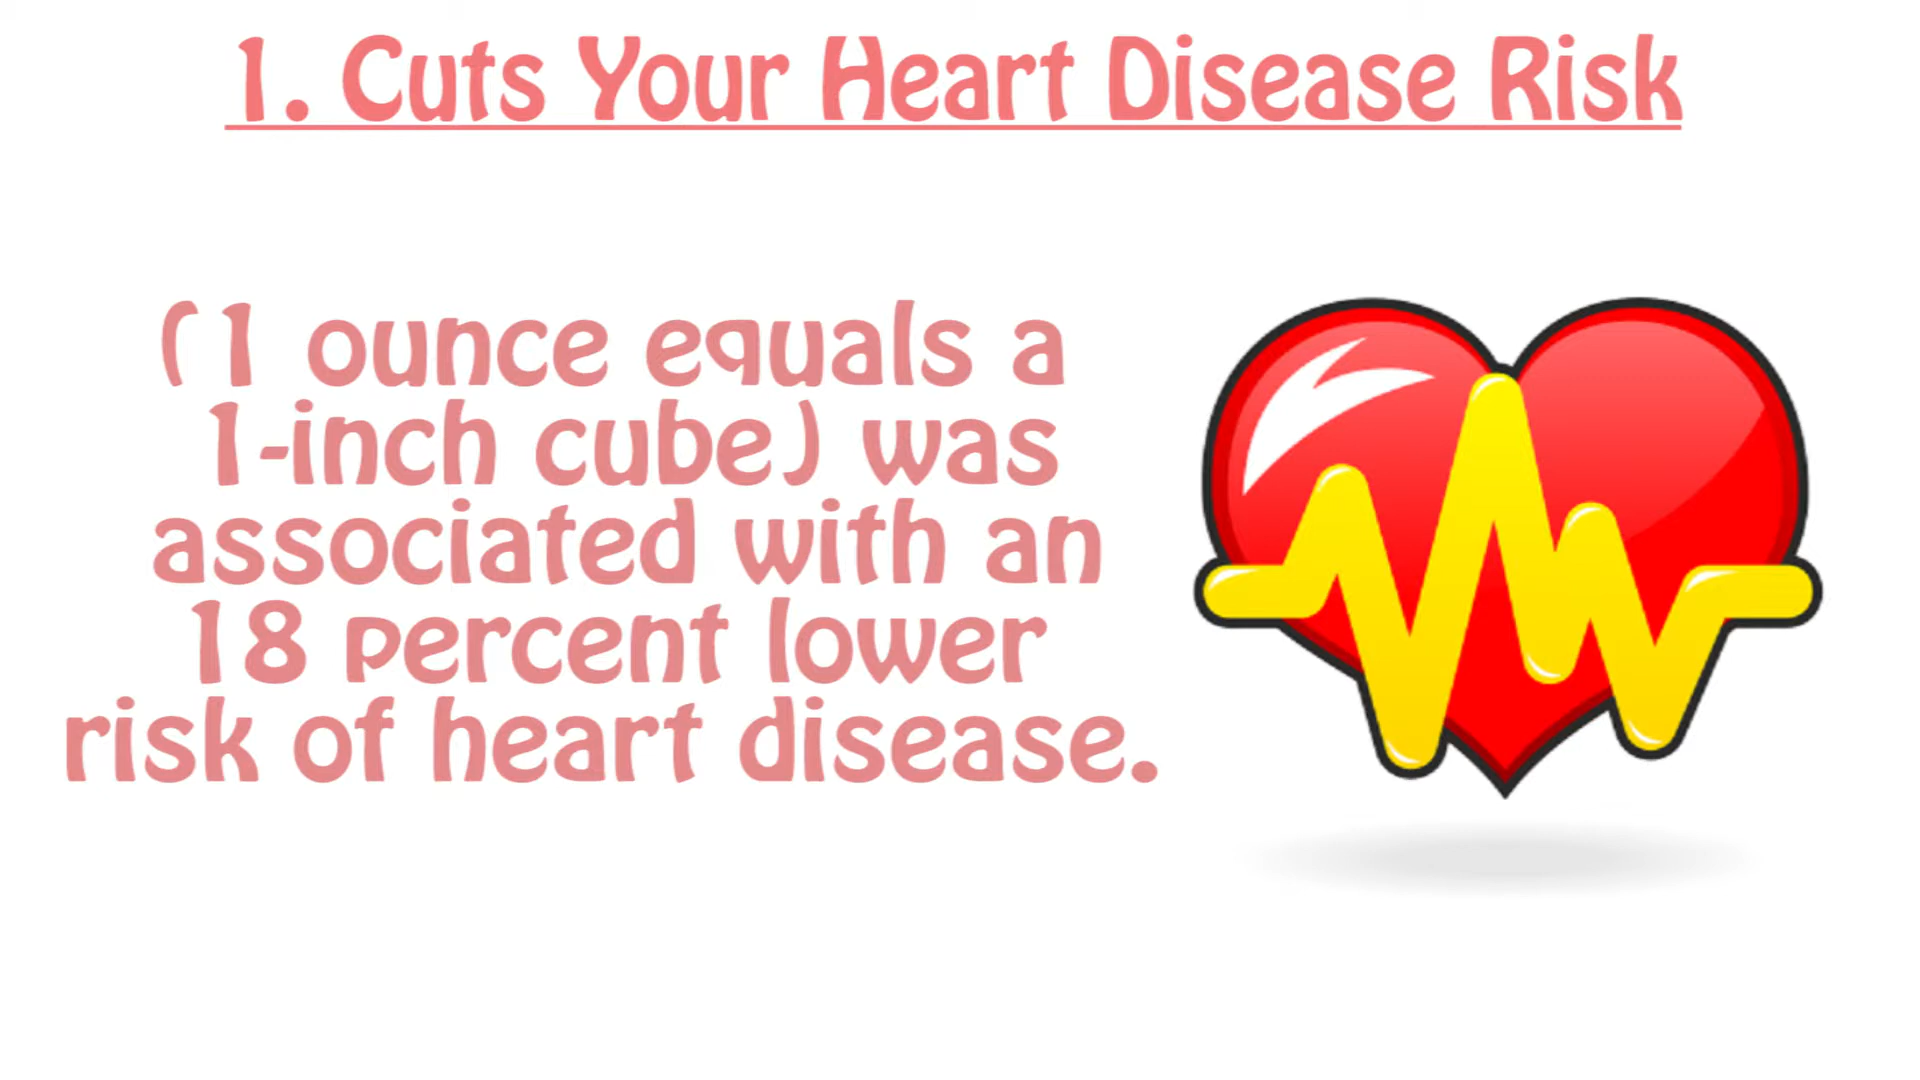 1. Cuts Your Heart Disease Risk
(1 ounce equals a
1-inch cube) was
associated with an
18 percent lower
risk of heart disease.